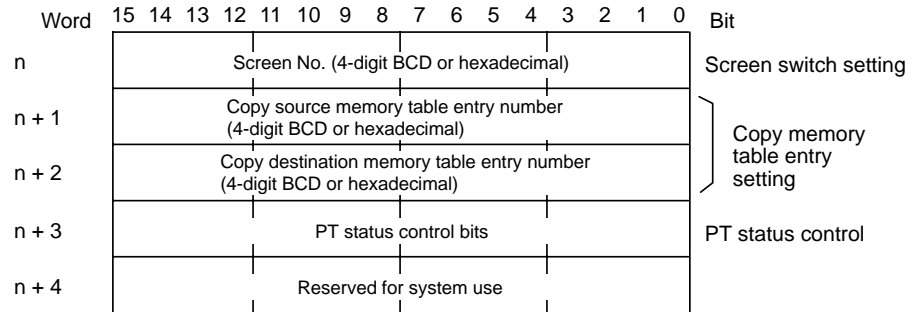 Word 15 14 13 12 11 10 9 8 7 6 5 4 3 2 1 0 Bit
n Screen No. (4-digit BCD or hexadecimal) Screen switch setting
n + 1 Copy source memory table entry number
(4-digit BCD or hexadecimal)
n + 2 Copy destination memory table entry number
(4-digit BCD or hexadecimal)
Copy memory
table entry
setting
n + 3 PT status control bits PT status control
n + 4 Reserved for system use